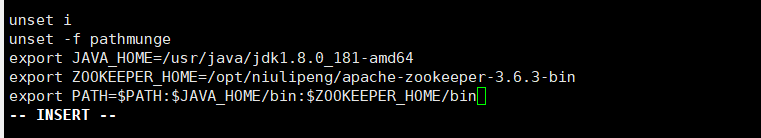 unset i
unset -f pathmunge
export JAVA_HOME=/usr/java/jdk1.8.0_181-amd64
export ZOOKEEPER_HOME=/opt/niulipeng/apache-zookeeper-3.6.3-bin
export PATH=$PATH:$JAVA_HOME/bin:$ZOOKEEPER_HOME/bin
-- INSERT --